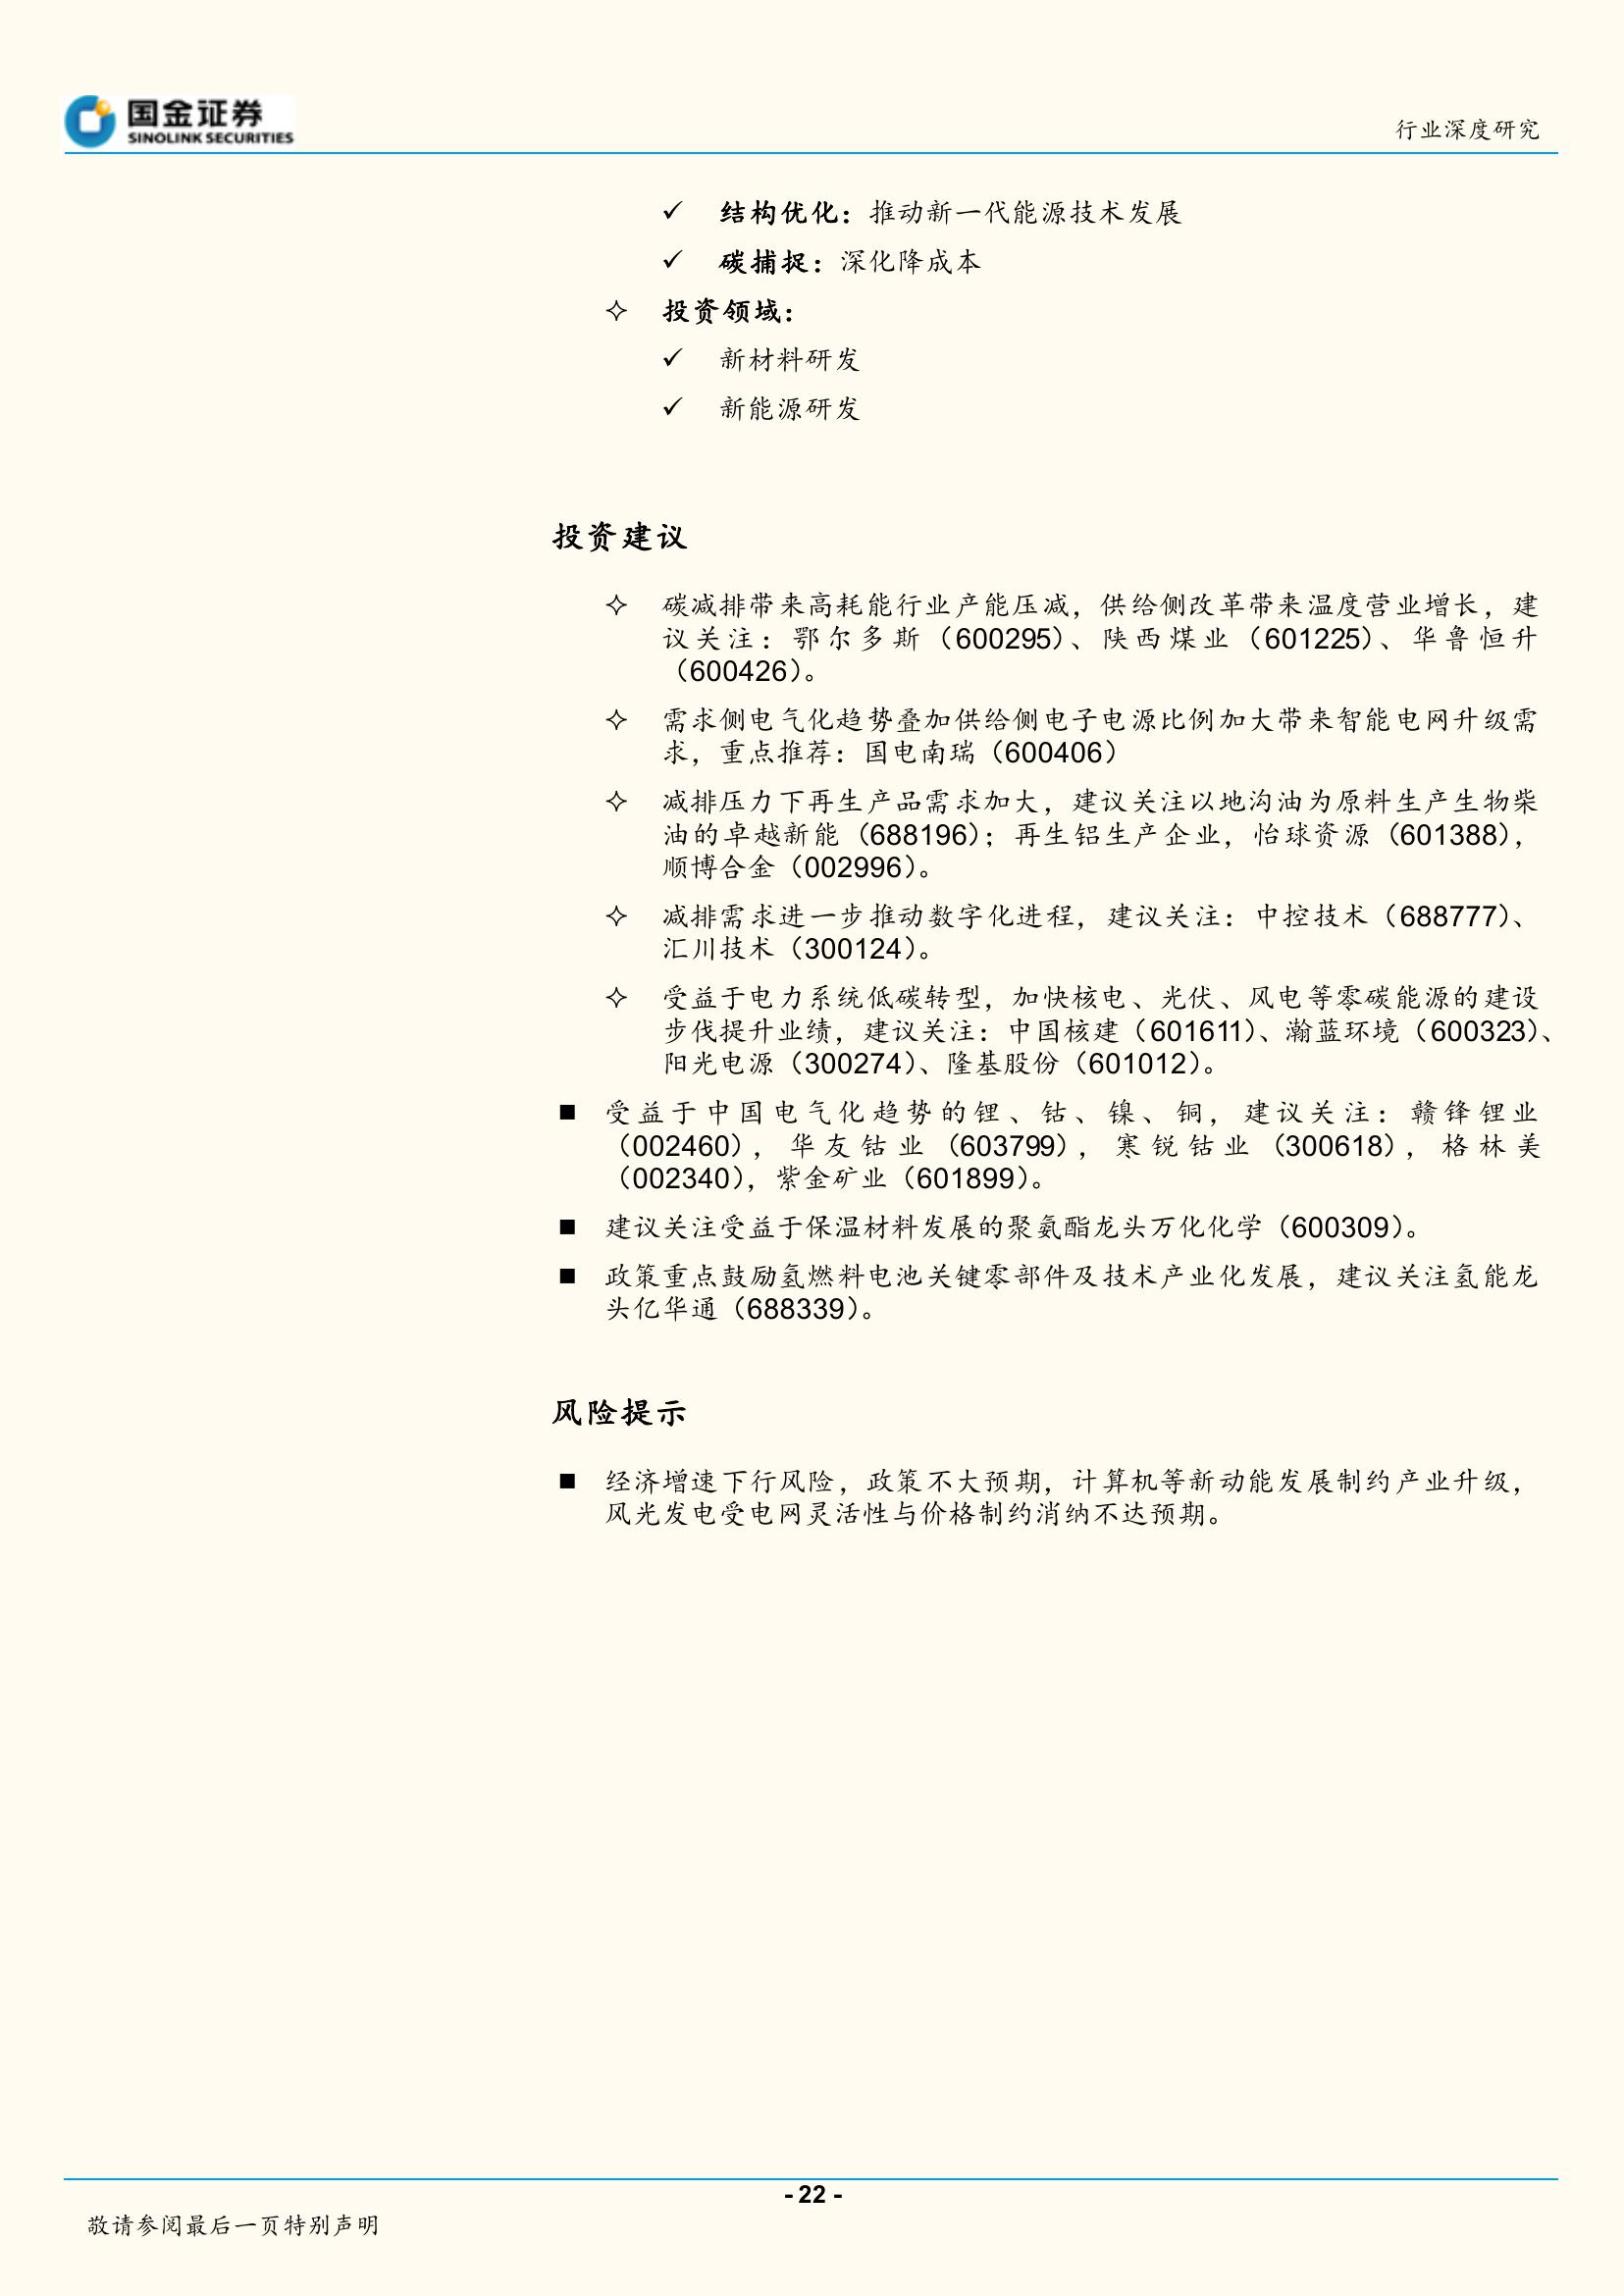 国金证券
SINOLINK SECURITIES
行业深度研究
✓ 结构优化：推动新一代能源技术发展
✓ 碳捕捉：深化降成本
✧ 投资领域：
✓ 新材料研发
✓ 新能源研发
投资建议
✧ 碳减排带来高耗能行业产能压减，供给侧改革带来温度营业增长，建
议关注：鄂尔多斯（600295）、陕西煤业（601225）、华鲁恒升
（600426）。
✧ 需求侧电气化趋势叠加供给侧电子电源比例加大带来智能电网升级需
求，重点推荐：国电南瑞（600406）
✧ 减排压力下再生产品需求加大，建议关注以地沟油为原料生产生物柴
油的卓越新能（688196）；再生铝生产企业，怡球资源（601388），
顺博合金（002996）。
✧ 减排需求进一步推动数字化进程，建议关注：中控技术（688777）、
汇川技术（300124）。
✧ 受益于电力系统低碳转型，加快核电、光伏、风电等零碳能源的建设
步伐提升业绩，建议关注：中国核建（601611）、瀚蓝环境（600323）、
阳光电源（300274）、隆基股份（601012）。
■ 受益于中国电气化趋势的锂、钴、镍、铜，建议关注：赣锋锂业
（002460），华友钴业（603799），寒锐钴业（300618），格林美
（002340），紫金矿业（601899）。
■ 建议关注受益于保温材料发展的聚氨酯龙头万化化学（600309）。
■ 政策重点鼓励氢燃料电池关键零部件及技术产业化发展，建议关注氢能龙
头亿华通（688339）。
风险提示
■ 经济增速下行风险，政策不大预期，计算机等新动能发展制约产业升级，
风光发电受电网灵活性与价格制约消纳不达预期。
- 22 -
敬请参阅最后一页特别声明